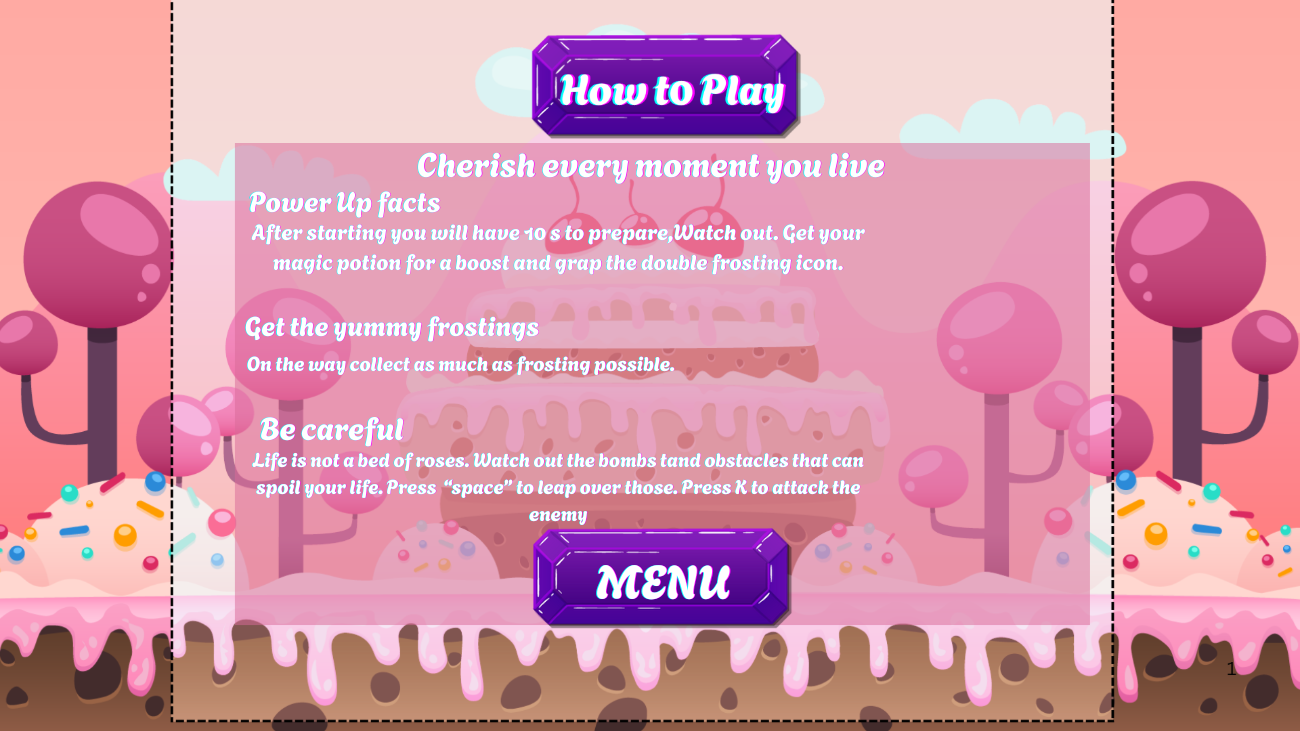 How to Play
Cherish every moment you live
Power Up facts
After starting you will have 10 s to prepare,Watch out. Get your
magic potion for a boost and grap the double frosting icon.
Get the yummy frostings
On the way collect as much as frosting possible.
Be careful
Life is not a bed of roses. Watch out the bombs tand obstacles that can
spoil your life. Press “space” to leap over those. Press K to attack the
enemy
MENU
1